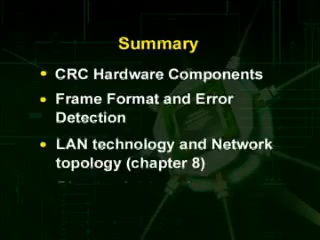 Summary
• CRC Hardware Components
• Frame Format and Error
Detection
• LAN technology and Network
topology (chapter 8)